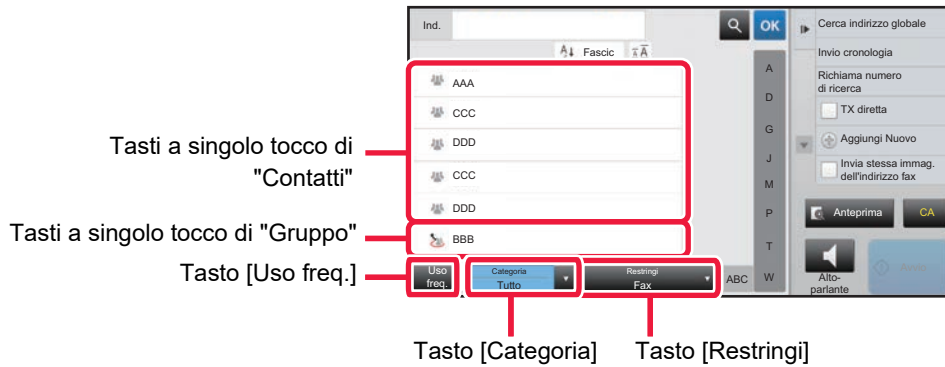 Ind.
OK
Cerca indirizzo globale
Fascic
Invio cronologia
Richiama numero
di ricerca
TX diretta
Aggiungi Nuovo
Invia stessa immag.
dell'indirizzo fax
Anteprima
CA
Alto-
parlante
Avvio
AAA
CCC
DDD
CCC
DDD
BBB
A
D
G
J
M
P
T
W
ABC
Uso
freq.
Categoria
Tutto
Restringi
Fax
Tasti a singolo tocco di
"Contatti"
Tasti a singolo tocco di "Gruppo"
Tasto [Uso freq.]
Tasto [Categoria]
Tasto [Restringi]